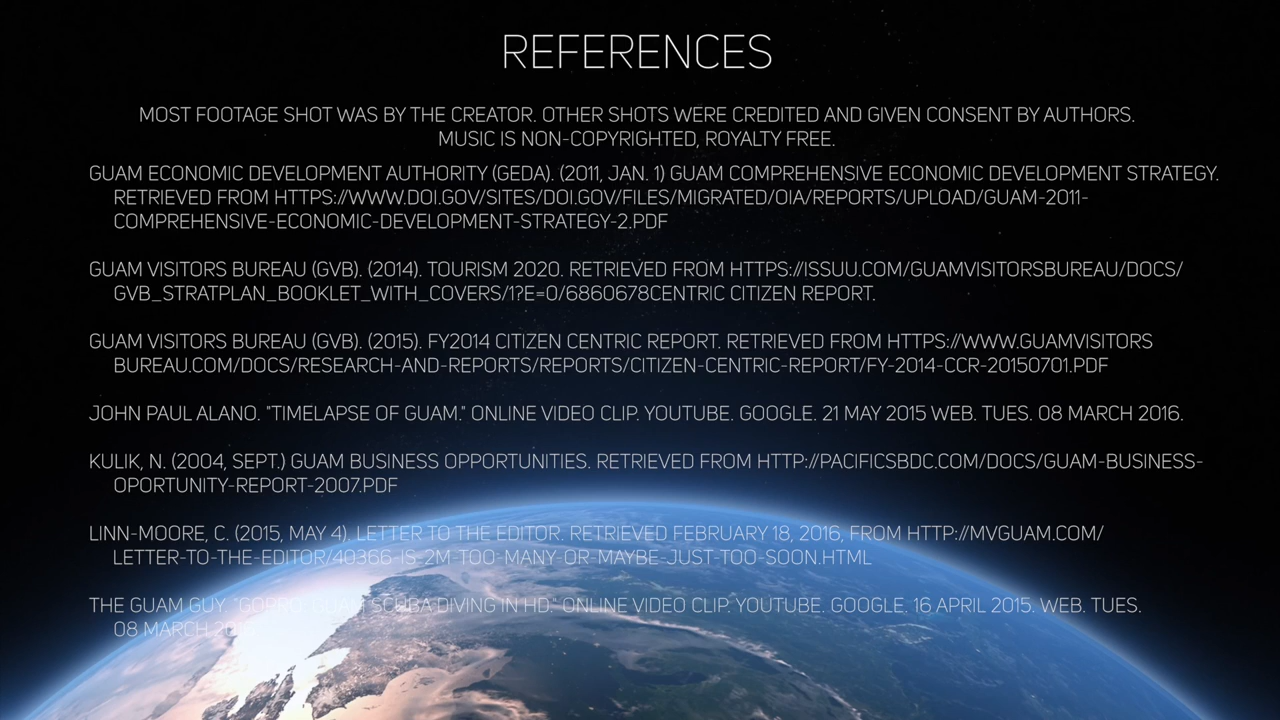 REFERENCES
MOST FOOTAGE SHOT WAS BY THE CREATOR. OTHER SHOTS WERE CREDITED AND GIVEN CONSENT BY AUTHORS.
MUSIC IS NON-COPYRIGHTED, ROYALTY FREE.
GUAM ECONOMIC DEVELOPMENT AUTHORITY (GEDA). (2011, JAN. 1) GUAM COMPREHENSIVE ECONOMIC DEVELOPMENT STRATEGY.
RETRIEVED FROM HTTPS://WWW.DOI.GOV/SITES/DOI.GOV/FILES/MIGRATED/OIA/REPORTS/UPLOAD/GUAM-2011-
COMPREHENSIVE-ECONOMIC-DEVELOPMENT-STRATEGY-2.PDF
GUAM VISITORS BUREAU (GVB). (2014). TOURISM 2020. RETRIEVED FROM HTTPS://ISSUU.COM/GUAMVISITORSBUREAU/DOCS/
GVB_STRATPLAN_BOOKLET_WITH_COVERS/1?E=0/6860678CENTRIC CITIZEN REPORT.
GUAM VISITORS BUREAU (GVB). (2015). FY2014 CITIZEN CENTRIC REPORT. RETRIEVED FROM HTTPS://WWW.GUAMVISITORS
BUREAU.COM/DOCS/RESEARCH-AND-REPORTS/REPORTS/CITIZEN-CENTRIC-REPORT/FY-2014-CCR-20150701.PDF
JOHN PAUL ALANO. "TIMELAPSE OF GUAM." ONLINE VIDEO CLIP. YOUTUBE. GOOGLE. 21 MAY 2015 WEB. TUES. 08 MARCH 2016.
KULIK, N. (2004, SEPT.) GUAM BUSINESS OPPORTUNITIES. RETRIEVED FROM HTTP://PACIFICSBDC.COM/DOCS/GUAM-BUSINESS-
OPORTUNITY-REPORT-2007.PDF
LINN-MOORE, C. (2015, MAY 4). LETTER TO THE EDITOR. RETRIEVED FEBRUARY 18, 2016, FROM HTTP://MVGUAM.COM/
LETTER-TO-THE-EDITOR/40366-IS-2M-TOO-MANY-OR-MAYBE-JUST-TOO-SOON.HTML
THE GUAM GUY. "GOPRO: GUAM SCUBA DIVING IN HD." ONLINE VIDEO CLIP. YOUTUBE. GOOGLE, 16 APRIL 2015. WEB. TUES.
08 MARCH 2016.